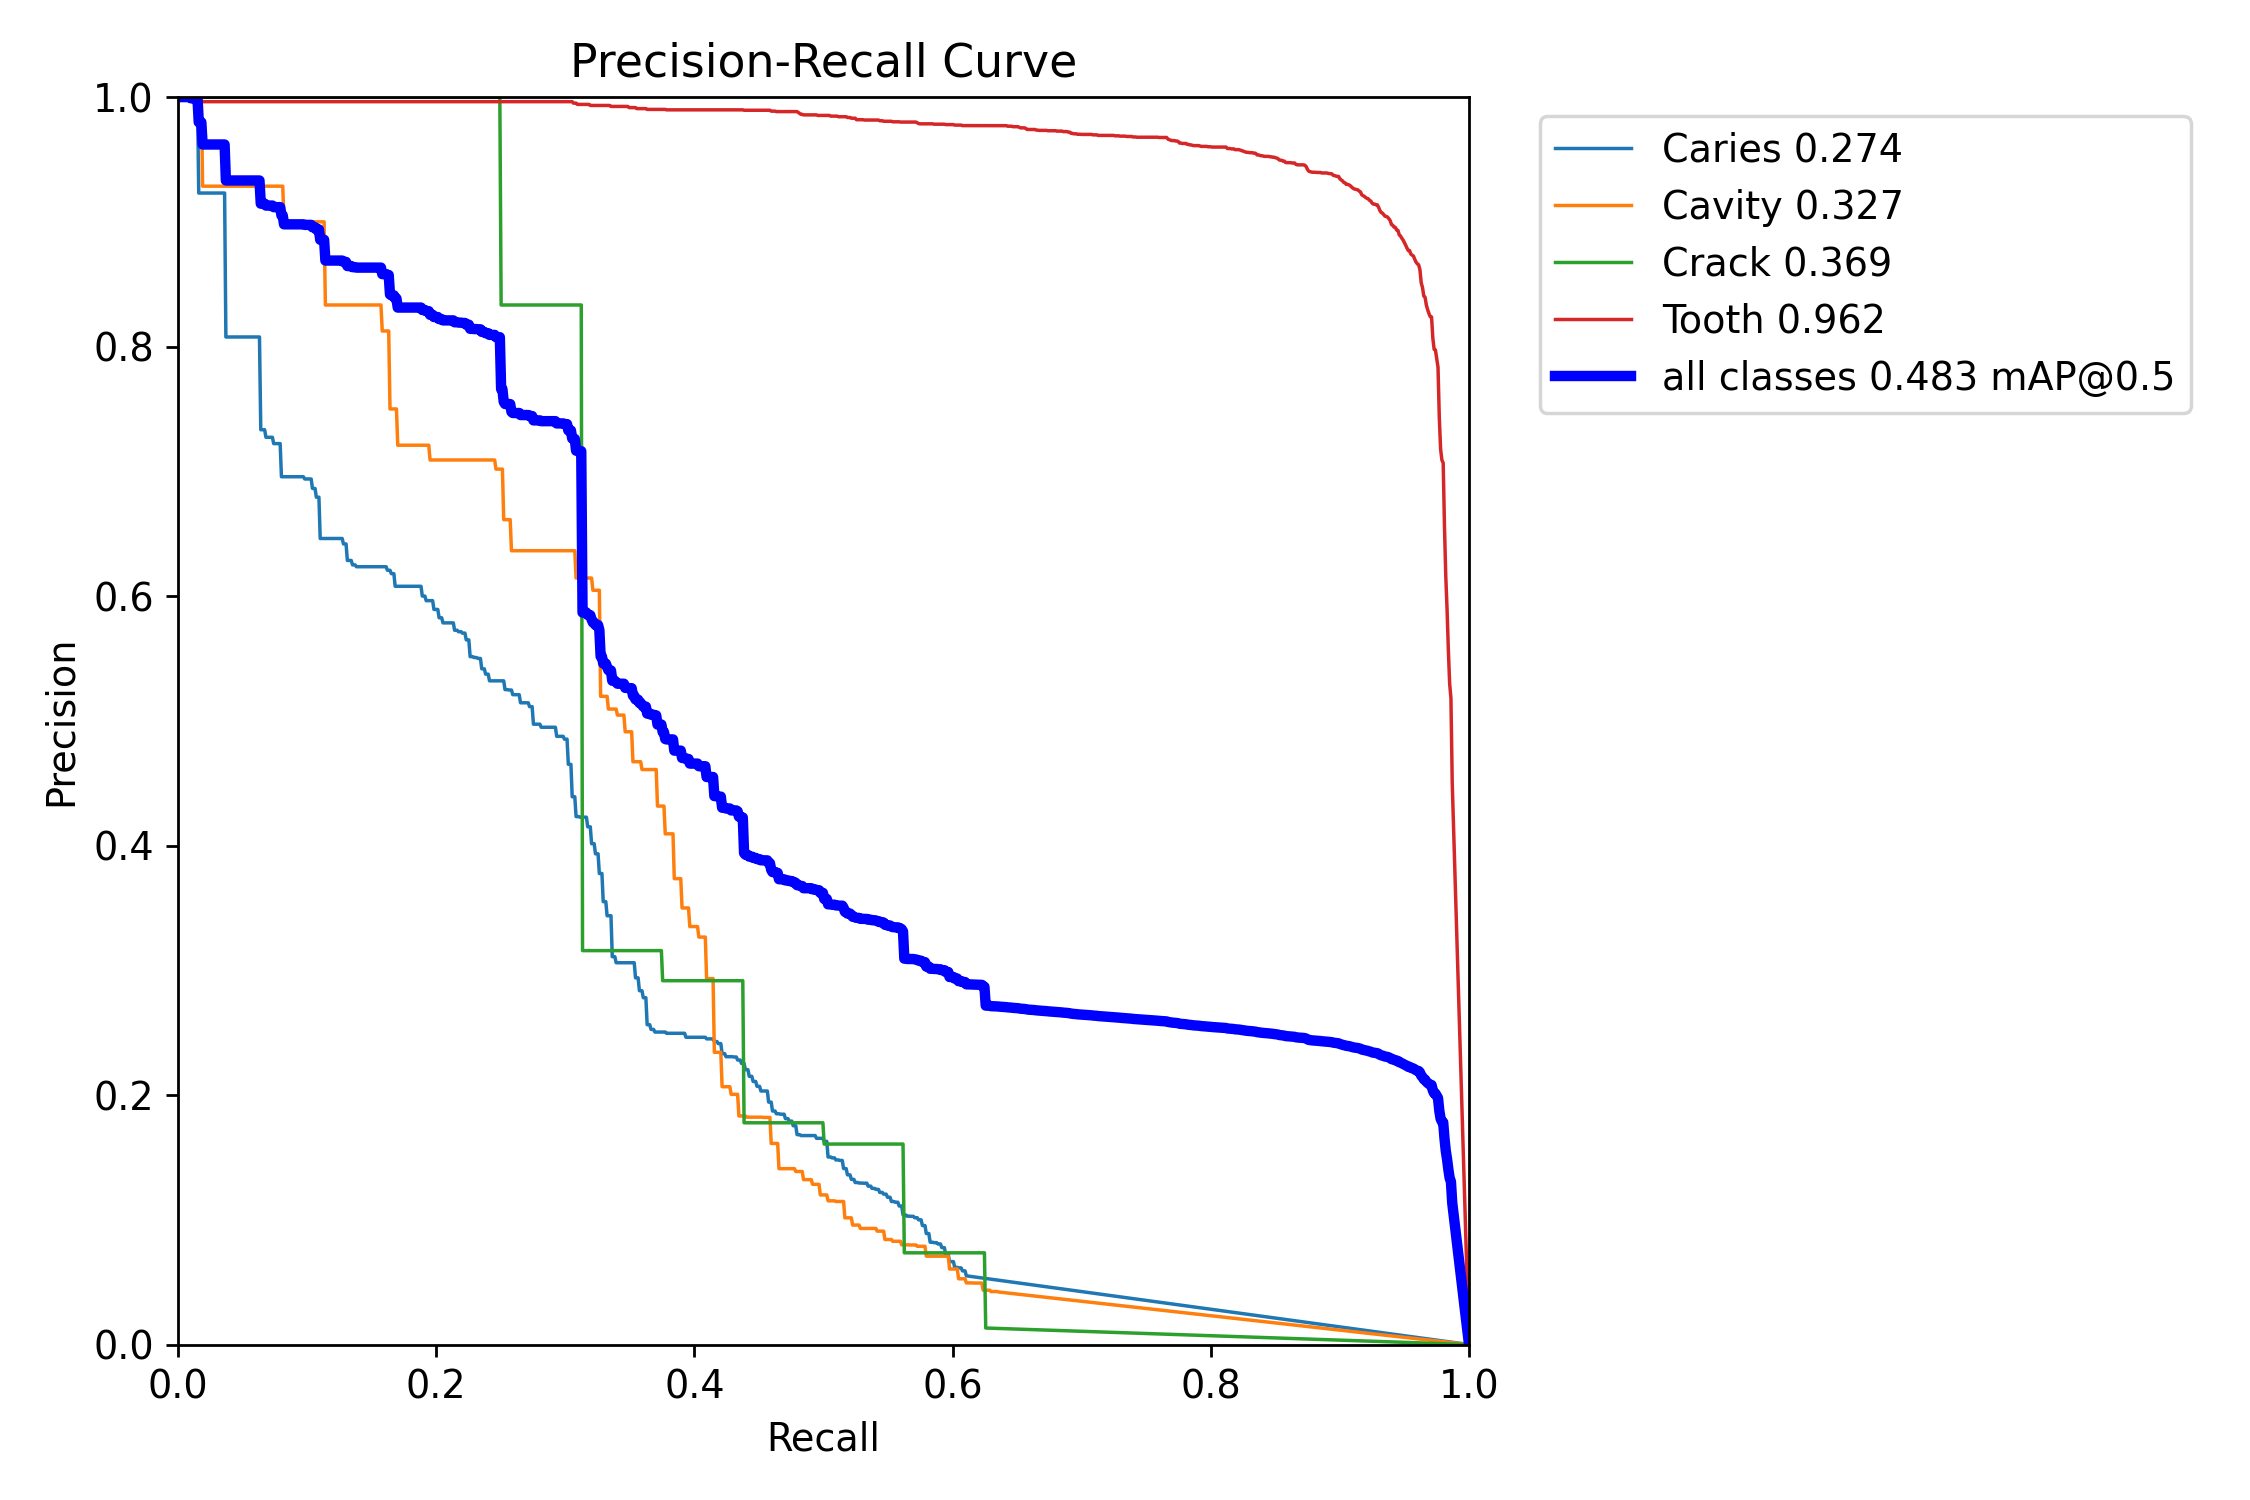 Precision-Recall Curve
1.0
0.8
0.6
0.4
0.2
0.0
Precision
0.0 0.2 0.4 0.6 0.8 1.0
Recall
Caries 0.274
Cavity 0.327
Crack 0.369
Tooth 0.962
all classes 0.483 mAP@0.5